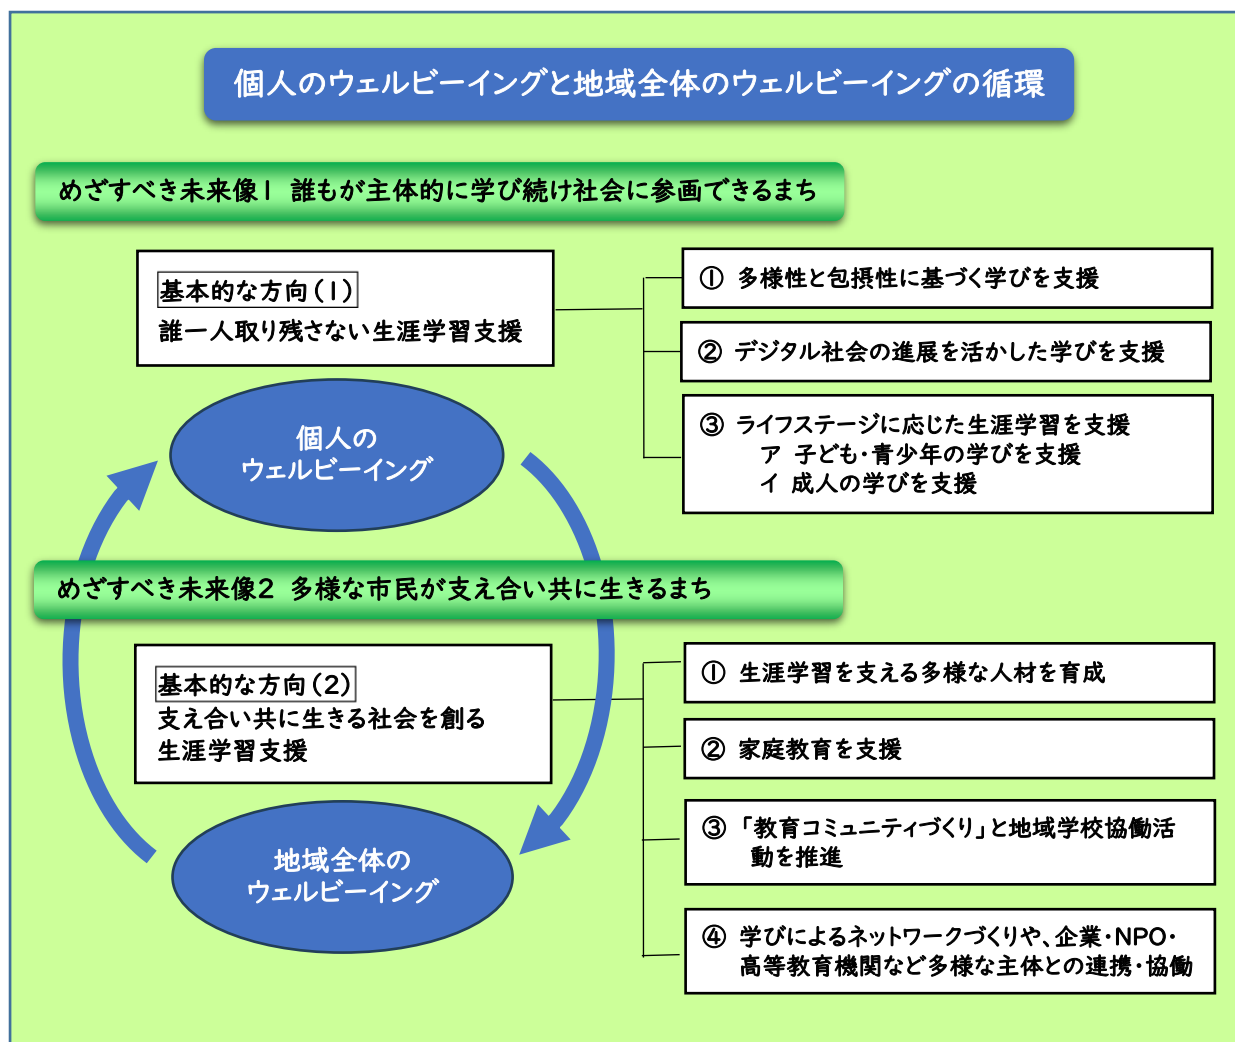 個人のウェルビーイングと地域全体のウェルビーイングの循環
めざすべき未来像1 誰もが主体的に学び続け社会に参画できるまち
基本的な方向(1)
誰一人取り残さない生涯学習支援
① 多様性と包摂性に基づく学びを支援
② デジタル社会の進展を活かした学びを支援
③ ライフステージに応じた生涯学習を支援
ア 子ども・青少年の学びを支援
イ 成人の学びを支援
個人の
ウェルビーイング
めざすべき未来像2 多様な市民が支え合い共に生きるまち
基本的な方向(2)
支え合い共に生きる社会を創る
生涯学習支援
① 生涯学習を支える多様な人材を育成
② 家庭教育を支援
③ 「教育コミュニティづくり」と地域学校協働活
動を推進
④ 学びによるネットワークづくりや、企業・NPO・
高等教育機関など多様な主体との連携・協働
地域全体の
ウェルビーイング